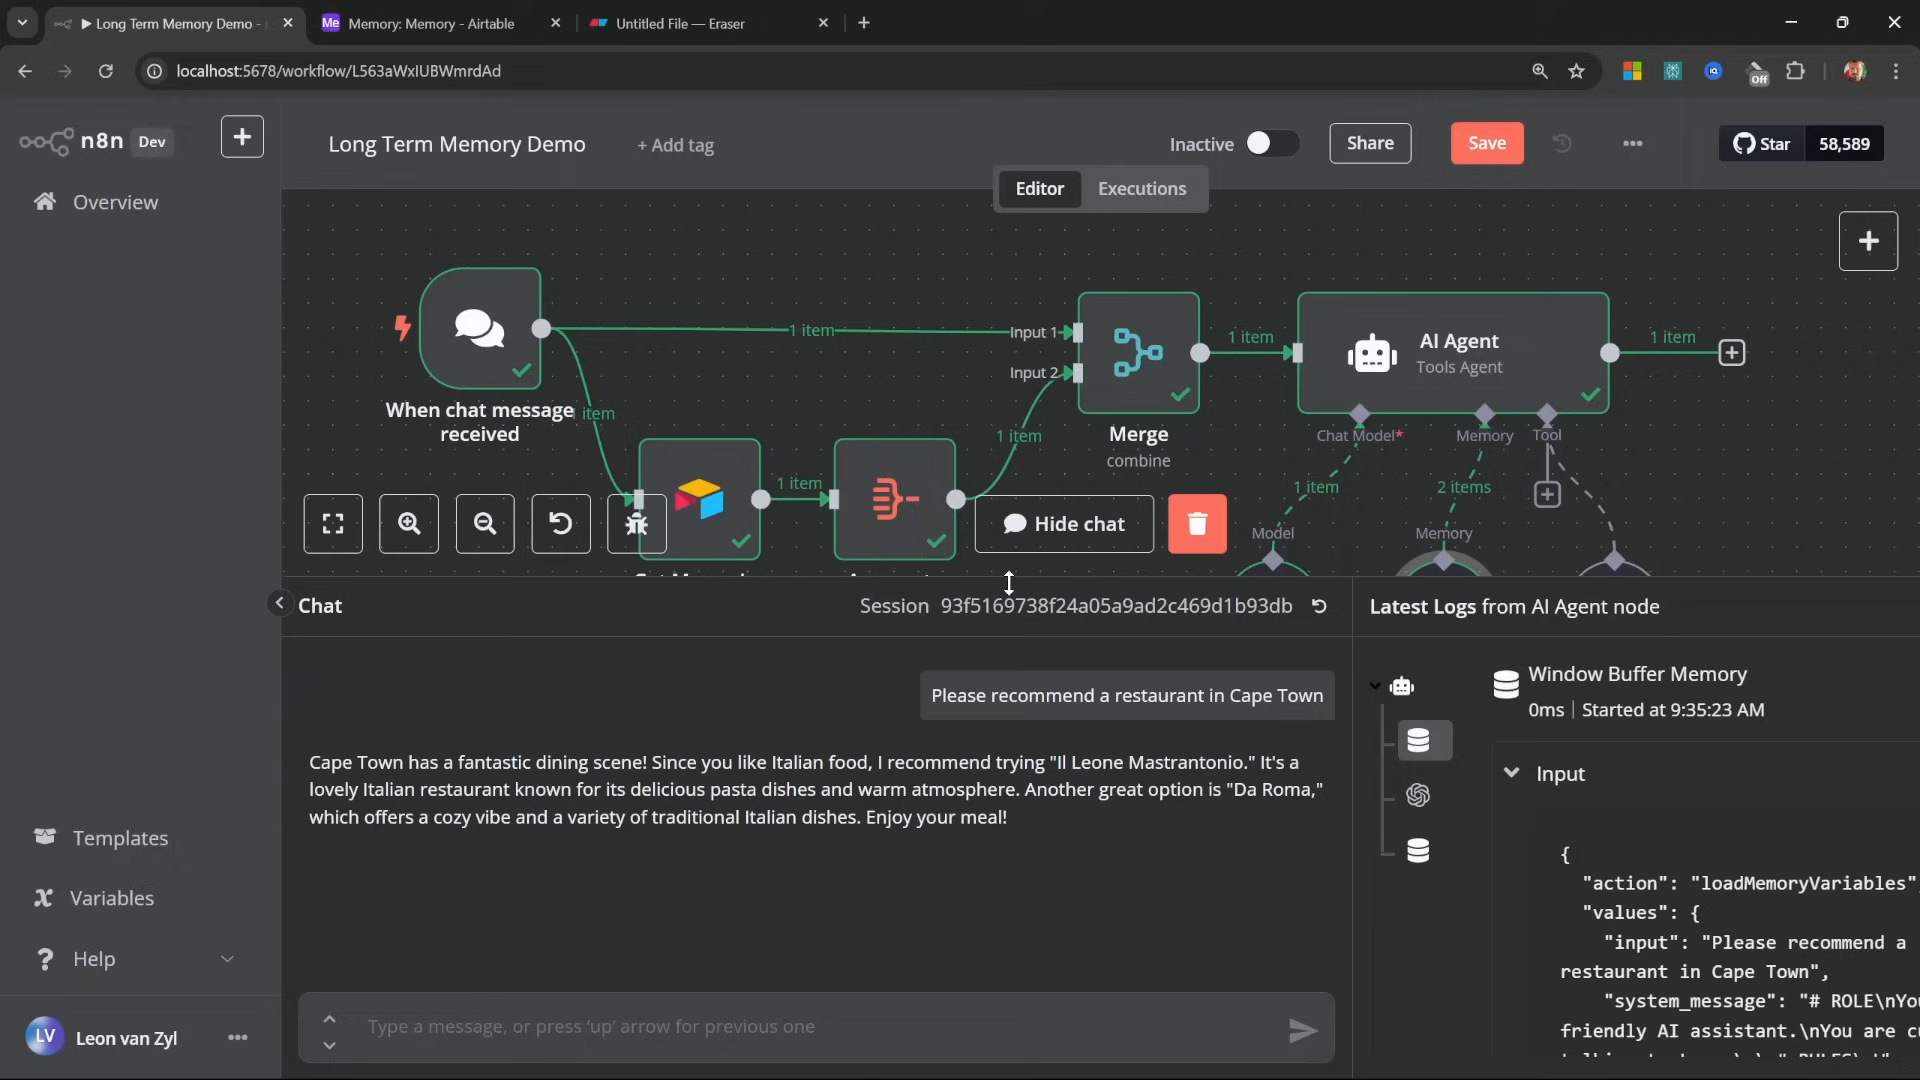 Long Term Memory Demo -
Me Memory: Memory - Airtable
Untitled File — Eraser
localhost:5678/workflow/L563aWxIUBWmrdAd
Off
n8n Dev
Long Term Memory Demo
+ Add tag
Inactive
Share
Save
Star 58,589
Editor Executions
Overview
1 item
Input 1
Input 2
1 item
AI Agent
Tools Agent
1 item
When chat message
received
item
1 item
Merge
combine
Chat Model*
Memory
Tool
1 item
1 item
2 items
Hide chat
Model
Memory
Chat
Session 93f5169738f24a05a9ad2c469d1b93db
Latest Logs from AI Agent node
Please recommend a restaurant in Cape Town
Cape Town has a fantastic dining scene! Since you like Italian food, I recommend trying "Il Leone Mastrantonio." It's a
lovely Italian restaurant known for its delicious pasta dishes and warm atmosphere. Another great option is "Da Roma,"
which offers a cozy vibe and a variety of traditional Italian dishes. Enjoy your meal!
Window Buffer Memory
0ms | Started at 9:35:23 AM
Input
{
"action": "loadMemoryVariables",
"values": {
"input": "Please recommend a
restaurant in Cape Town",
"system_message": "# ROLE\nYou
friendly AI assistant.\nYou are cu
Templates
Variables
Help
LV Leon van Zyl
Type a message, or press 'up' arrow for previous one